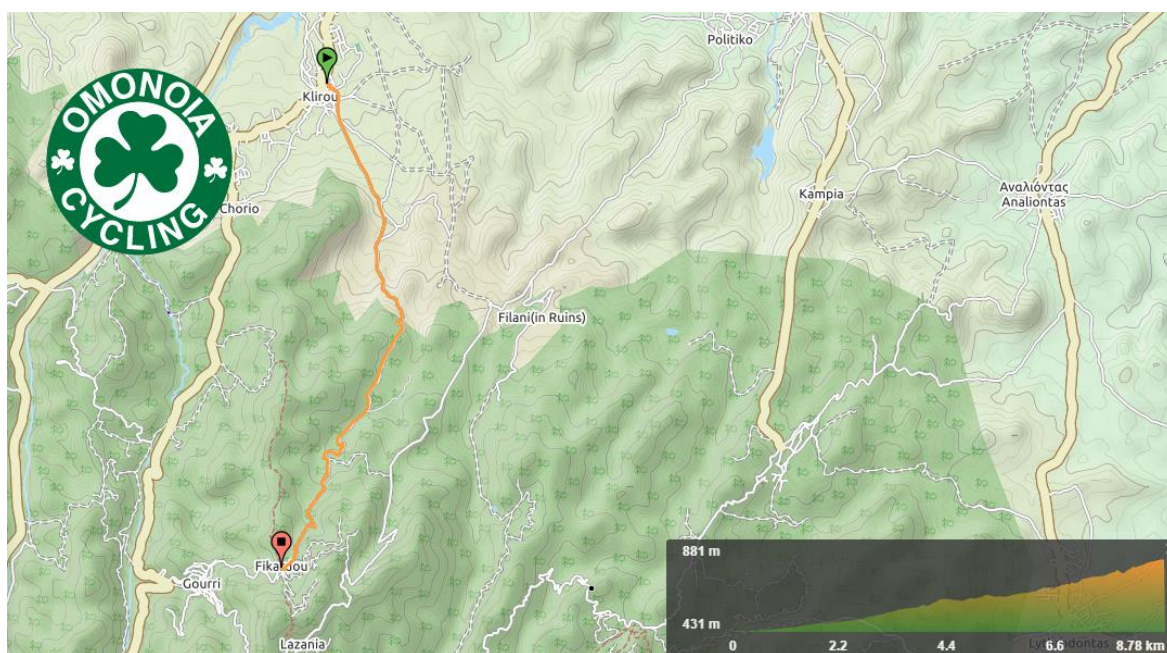 Politiko
Klirou
OMONOIA
CYCLING
Chorio
Kampia
Αναλιόντας
Analiontas
Filani(in Ruins)
Fikardou
Gourri
Lazania
881 m
431 m
0
2.2
4.4
6.6
8.78 km